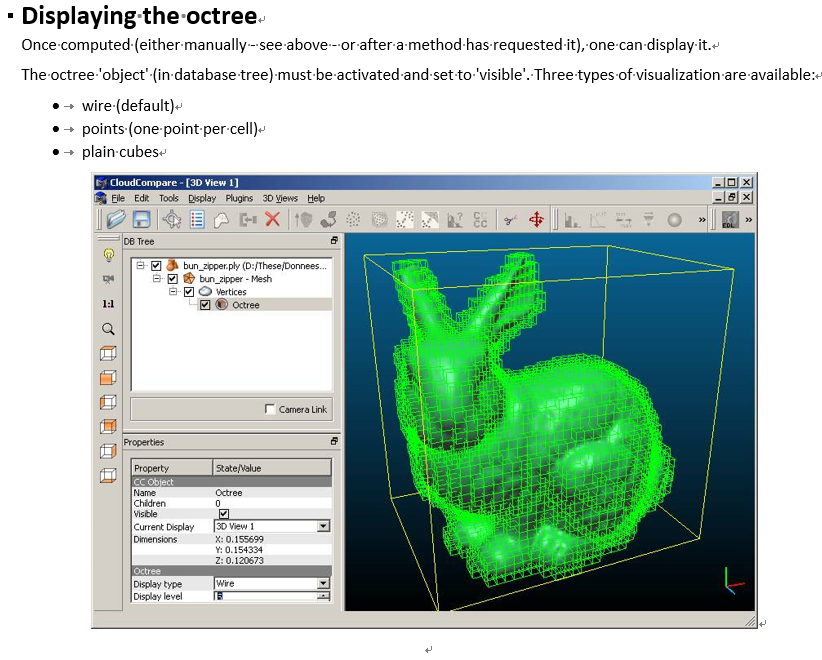 Displaying the octree
Once computed (either manually - see above - or after a method has requested it), one can display it.
The octree 'object' (in database tree) must be activated and set to 'visible'. Three types of visualization are available:
wire (default)
points (one point per cell)
plain cubes
CloudCompare - [3D View 1]
File Edit Tools Display Plugins 3D Views Help
DB Tree
1:1
bun_zipper.ply (D:/These/Donnees...
bun_zipper - Mesh
Vertices
Octree
Camera Link
Properties
Property State/Value
CC Object
Name Octree
Children 0
Visible
Current Display 3D View 1
Dimensions X: 0.155699
Y: 0.154334
Z: 0.120673
Octree
Display type Wire
Display level
EDL